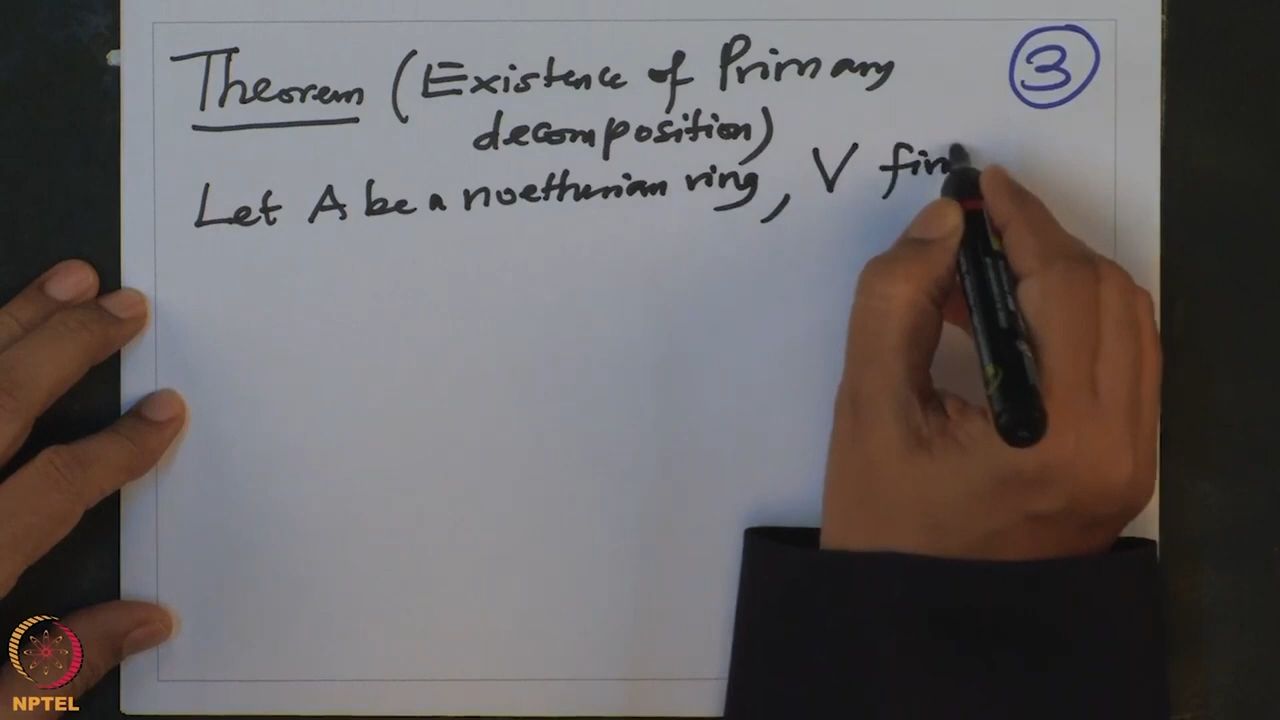 Theorem (Existence of Primary
3
decomposition)
Let A be a noetherian ring, V fin
NPTEL